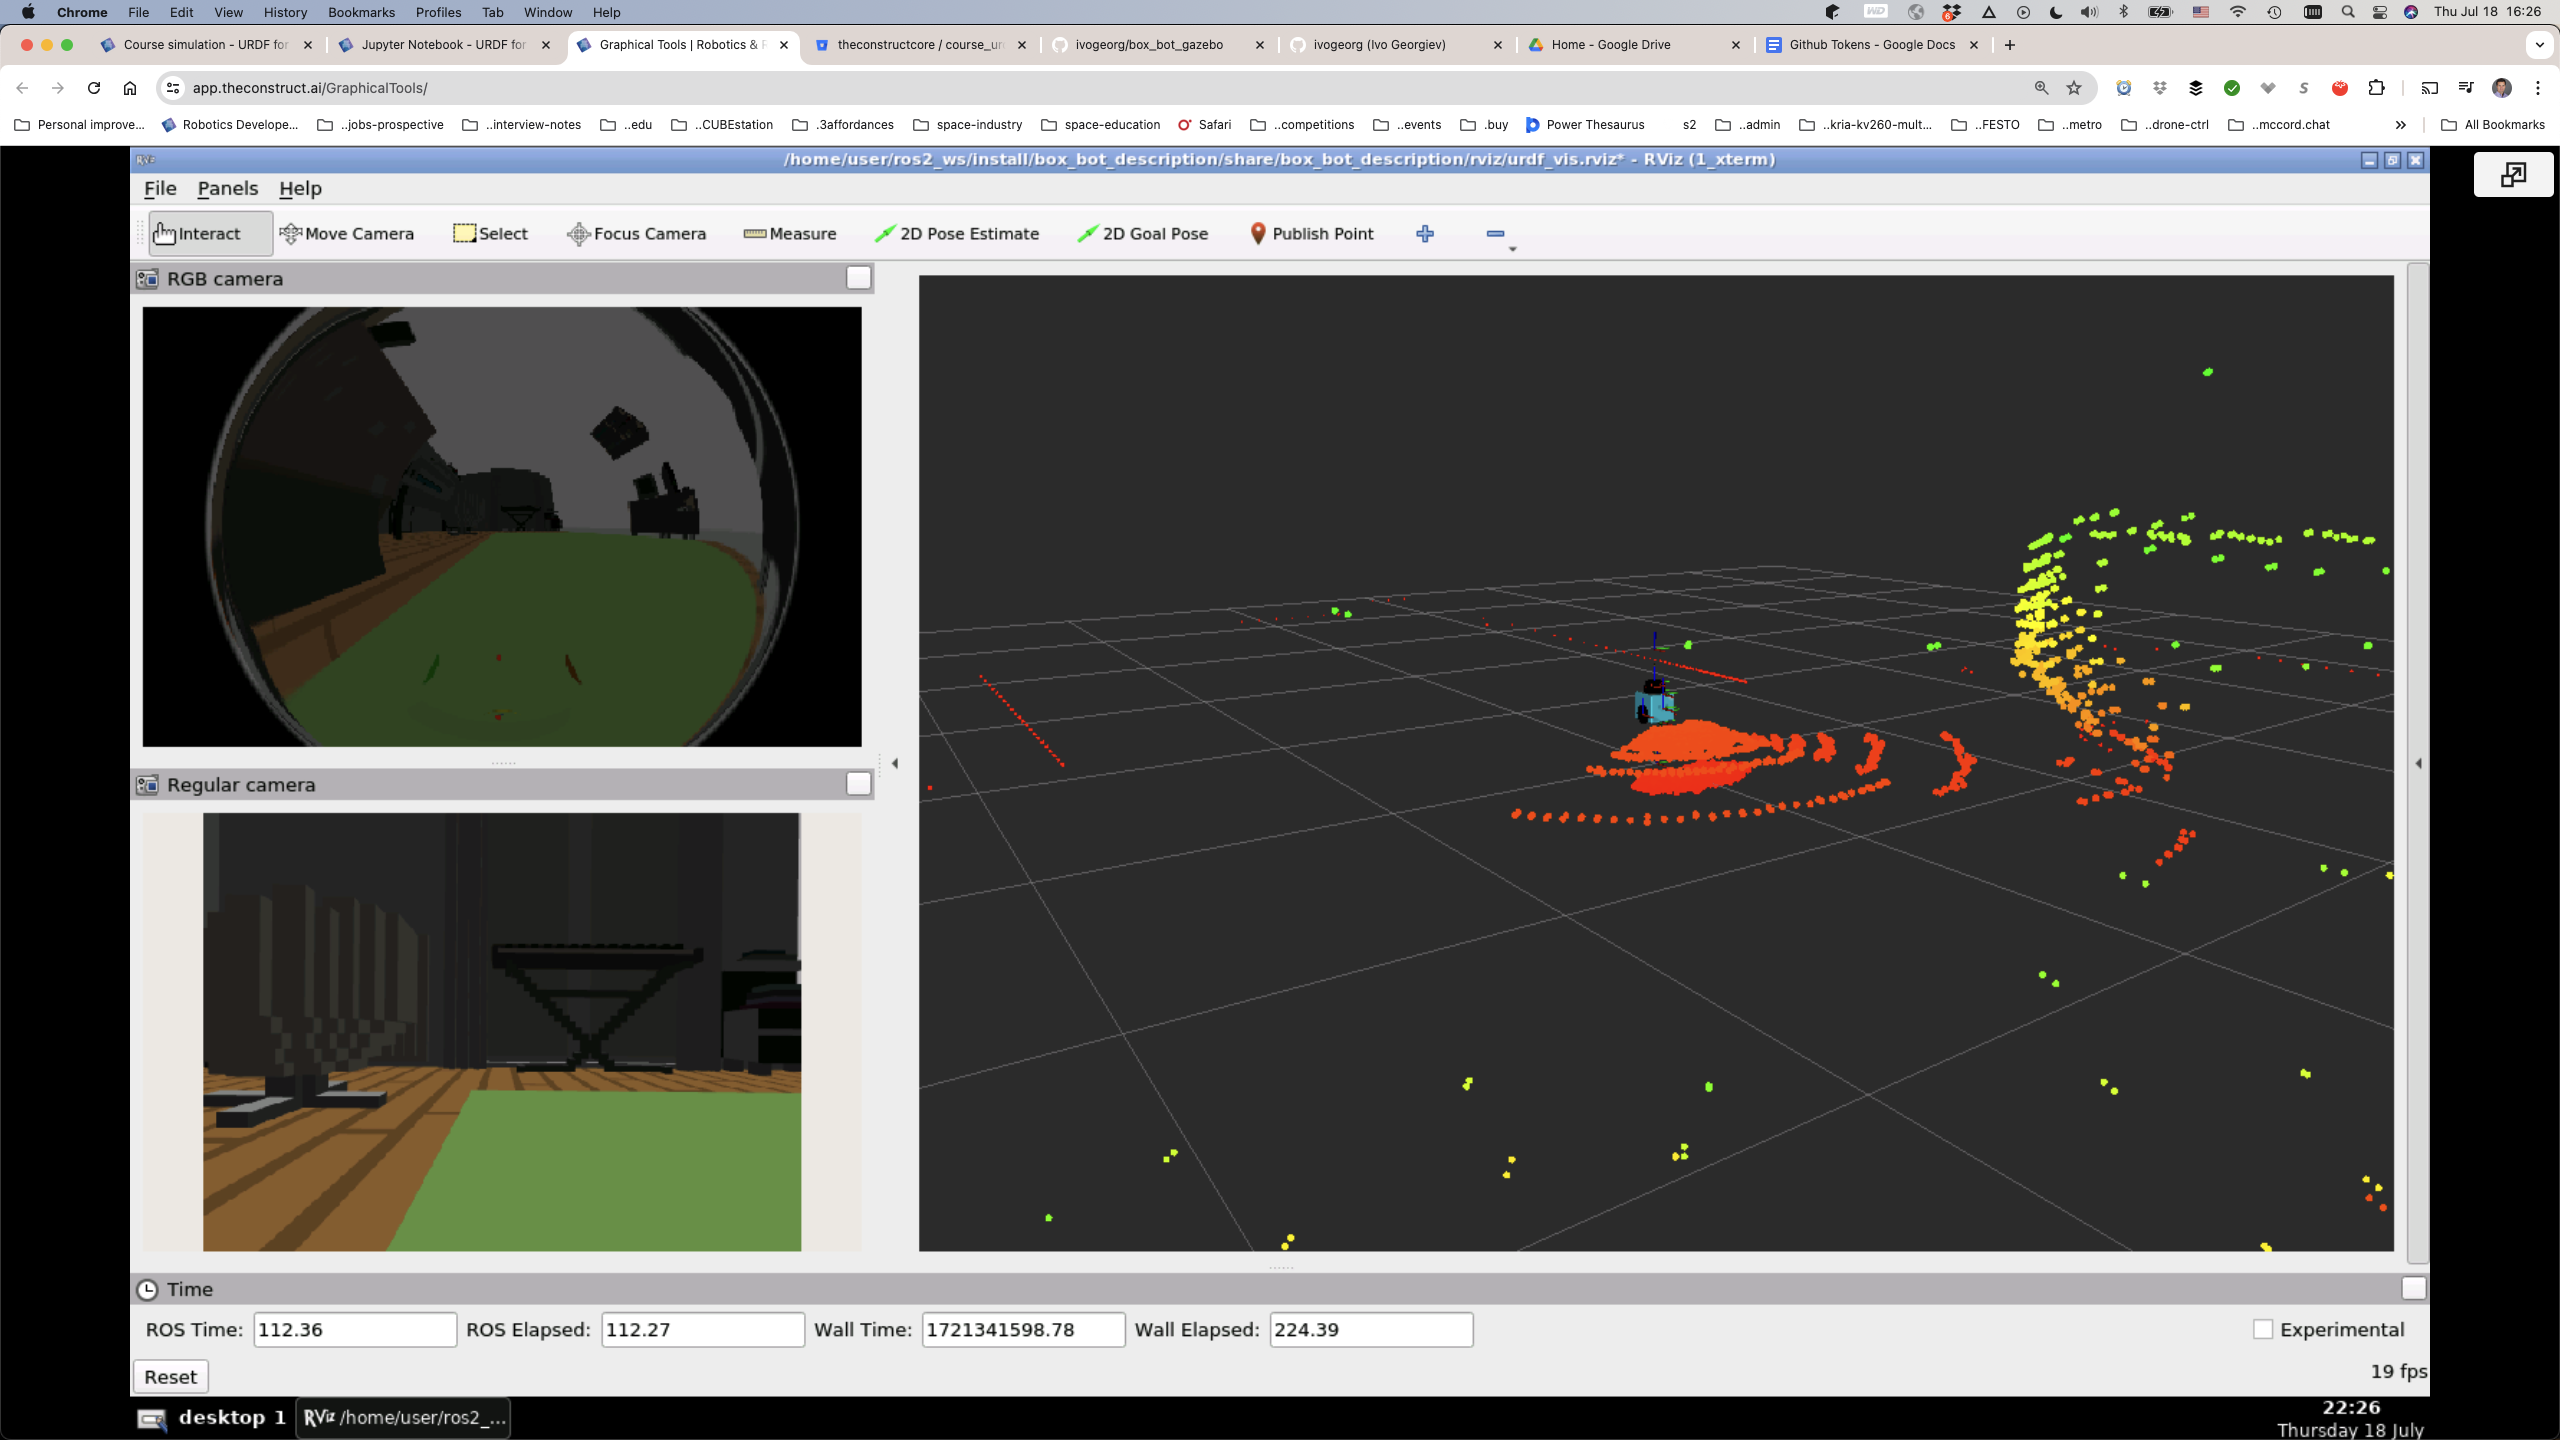 Chrome File Edit View History Bookmarks Profiles Tab Window Help Thu Jul 18 16:26
Course simulation - URDF for Jupyter Notebook - URDF for Graphical Tools | Robotics & theconstructcore / course_ur ivogeorg/box_bot_gazebo ivogeorg (Ivo Georgiev) Home - Google Drive Github Tokens - Google Docs
app.theconstruct.ai/GraphicalTools/
Personal improve... Robotics Develope... ..jobs-prospective ..interview-notes ..edu ..CUBEstation .3affordances space-industry space-education Safari ..competitions ..events .buy Power Thesaurus s2 ..admin ..kria-kv260-mult... ..FESTO ..metro ..drone-ctrl ..mccord.chat » All Bookmarks
/home/user/ros2_ws/install/box_bot_description/share/box_bot_description/rviz/urdf_vis.rviz* - RViz (1_xterm)
File Panels Help
Interact Move Camera Select Focus Camera Measure 2D Pose Estimate 2D Goal Pose Publish Point
RGB camera
Regular camera
Time
ROS Time: 112.36 ROS Elapsed: 112.27 Wall Time: 1721341598.78 Wall Elapsed: 224.39 Experimental
Reset 19 fps
desktop 1 RViz /home/user/ros2_... 22:26
Thursday 18 July